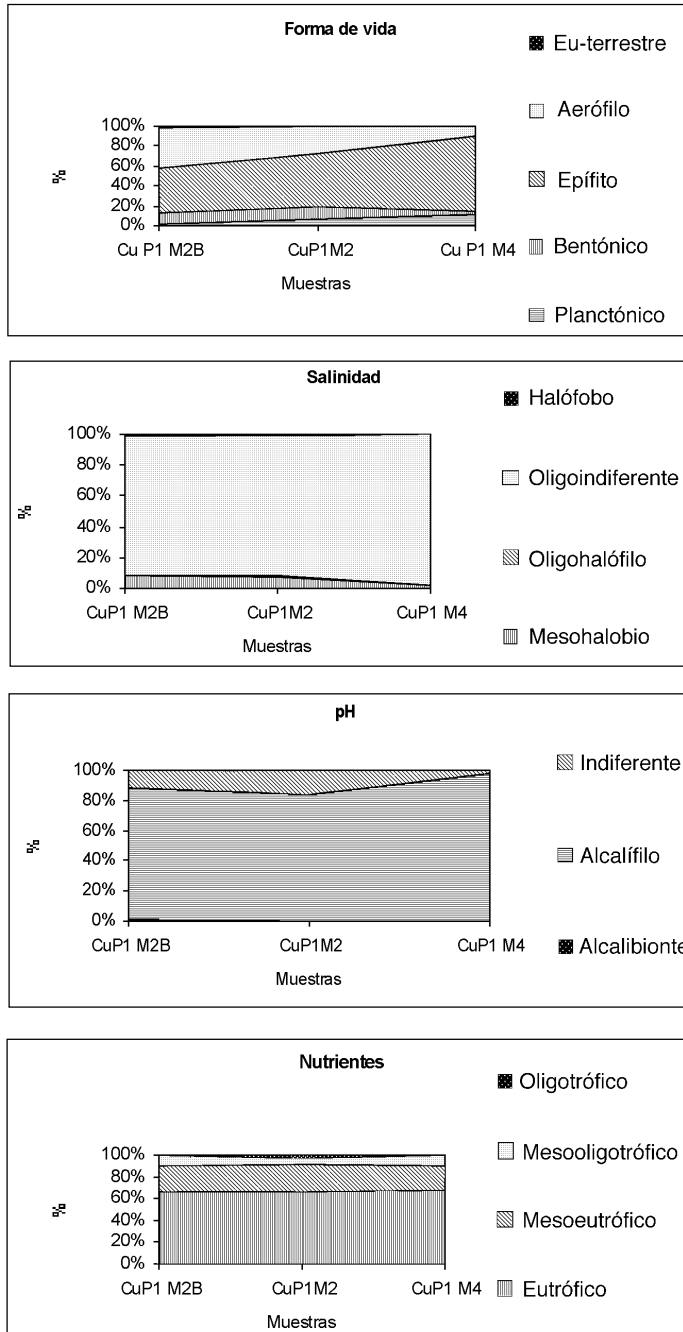 Forma de vida
Eu-terrestre
Aerófilo
Epífito
Bentónico
Planctónico
100%
80%
60%
40%
20%
0%
%
Cu P1 M2B
CuP1M2
Cu P1 M4
Muestras
Salinidad
Halófobo
Oligoindiferente
Oligohalófilo
Mesohalobio
100%
80%
60%
40%
20%
0%
%
CuP1 M2B
CuP1M2
CuP1 M4
Muestras
pH
Indiferente
Alcalífilo
Alcalibionte
100%
80%
60%
40%
20%
0%
%
CuP1 M2B
CuP1M2
CuP1 M4
Muestras
Nutrientes
Oligotrófico
Mesooligotrófico
Mesoeutrófico
Eutrófico
100%
80%
60%
40%
20%
0%
%
CuP1 M2B
CuP1M2
CuP1 M4
Muestras